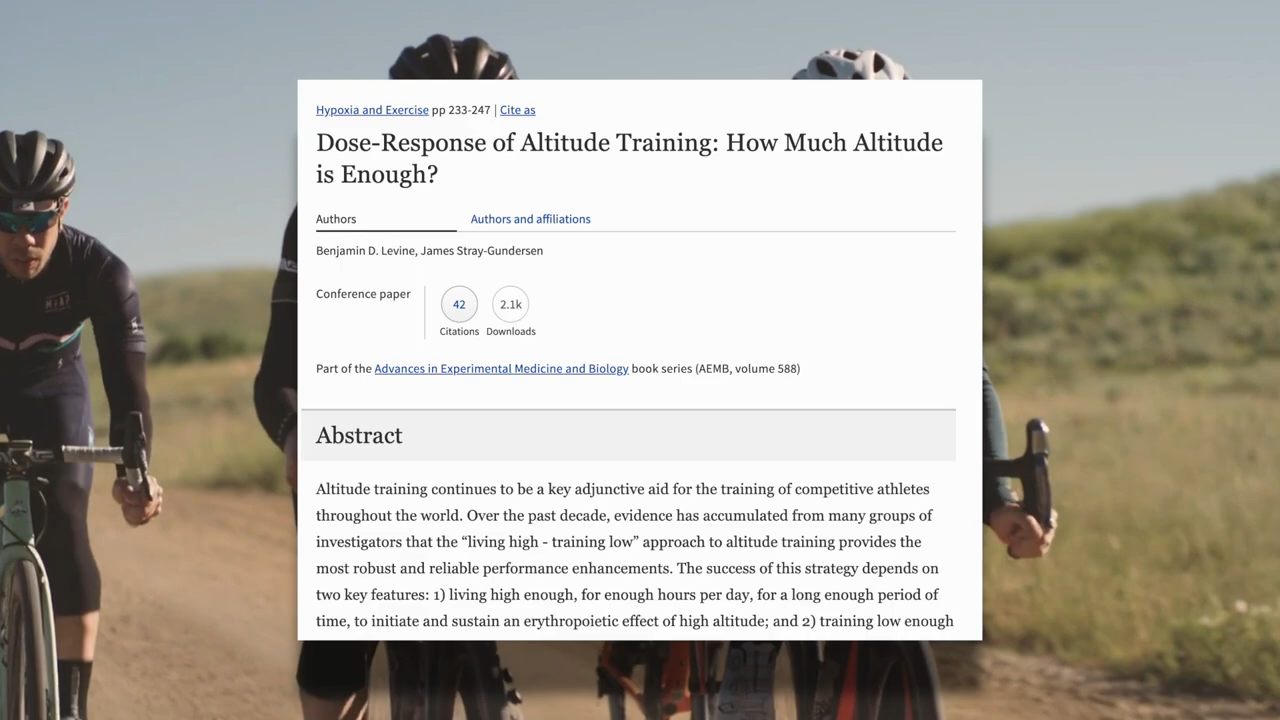 Hypoxia and Exercise pp 233-247 | Cite as
Dose-Response of Altitude Training: How Much Altitude
is Enough?
Authors
Authors and affiliations
Benjamin D. Levine, James Stray-Gundersen
Conference paper
42
Citations
2.1k
Downloads
Part of the Advances in Experimental Medicine and Biology book series (AEMB, volume 588)
Abstract
Altitude training continues to be a key adjunctive aid for the training of competitive athletes
throughout the world. Over the past decade, evidence has accumulated from many groups of
investigators that the “living high - training low” approach to altitude training provides the
most robust and reliable performance enhancements. The success of this strategy depends on
two key features: 1) living high enough, for enough hours per day, for a long enough period of
time, to initiate and sustain an erythropoietic effect of high altitude; and 2) training low enough